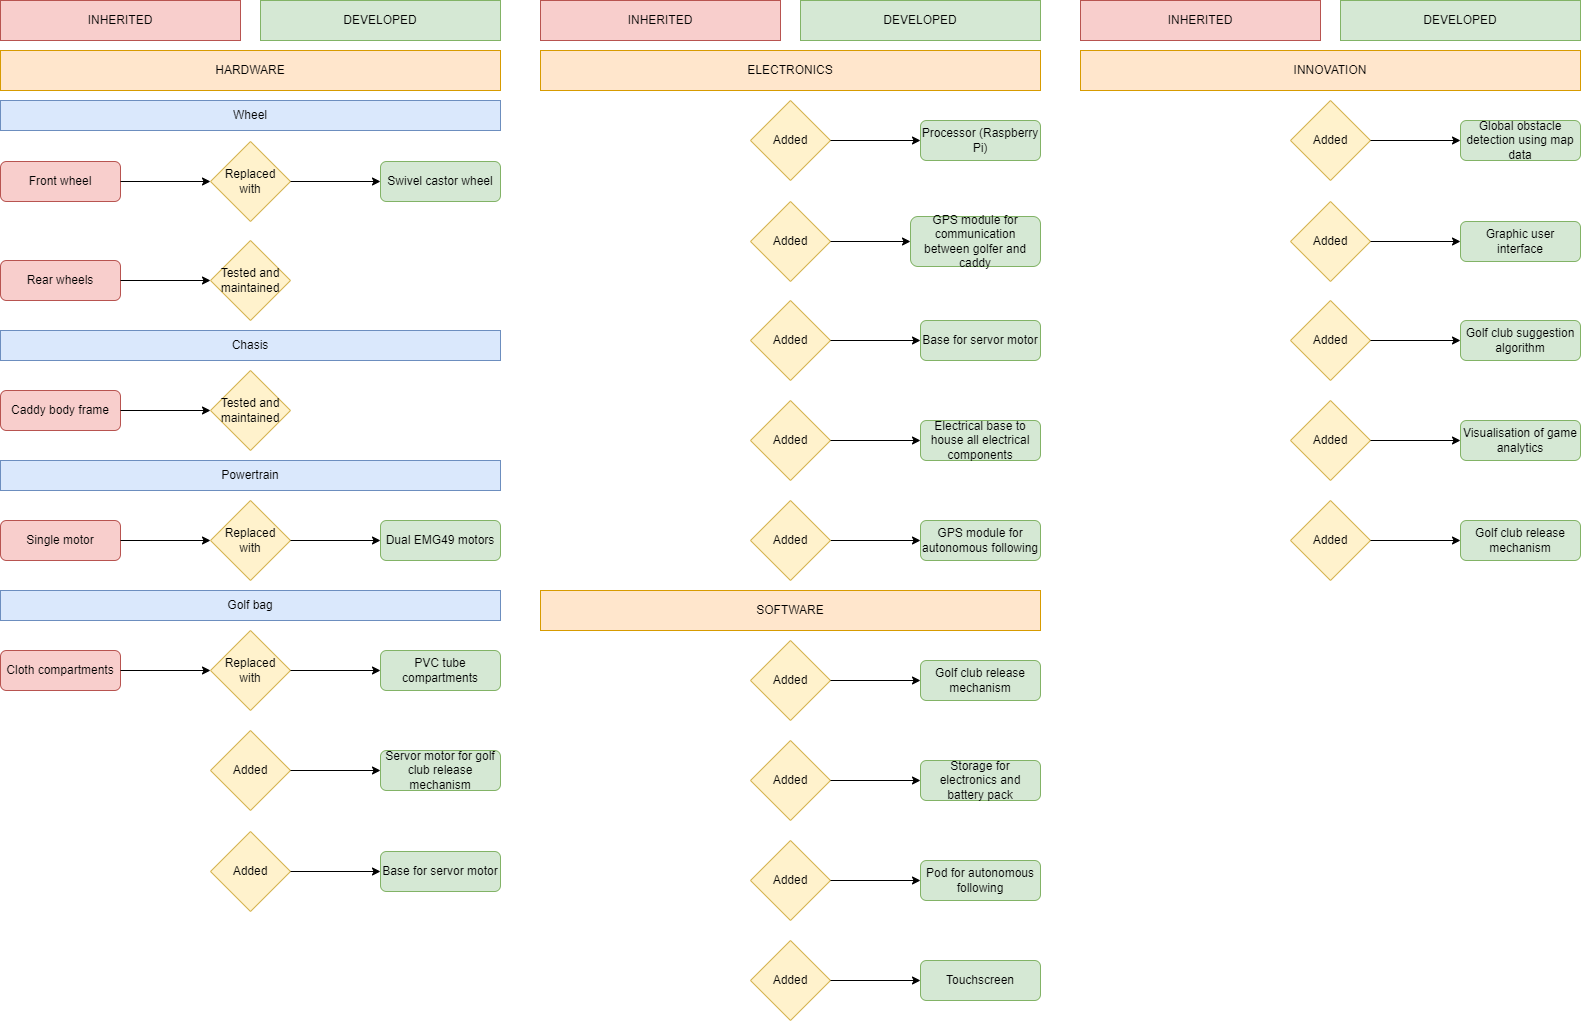 INHERITED
DEVELOPED
HARDWARE
Wheel
Front wheel
Replaced
with
Swivel castor wheel
Rear wheels
Tested and
maintained
Chasis
Caddy body frame
Tested and
maintained
Powertrain
Single motor
Replaced
with
Dual EMG49 motors
Golf bag
Cloth compartments
Replaced
with
PVC tube
compartments
Added
Servor motor for golf
club release
mechanism
Added
Base for servor motor
INHERITED
DEVELOPED
ELECTRONICS
Added
Processor (Raspberry
Pi)
Added
GPS module for
communication
between golfer and
caddy
Added
Base for servor motor
Added
Electrical base to
house all electrical
components
Added
GPS module for
autonomous following
SOFTWARE
Added
Golf club release
mechanism
Added
Storage for
electronics and
battery pack
Added
Pod for autonomous
following
Added
Touchscreen
INHERITED
DEVELOPED
INNOVATION
Added
Global obstacle
detection using map
data
Added
Graphic user
interface
Added
Golf club suggestion
algorithm
Added
Visualisation of game
analytics
Added
Golf club release
mechanism